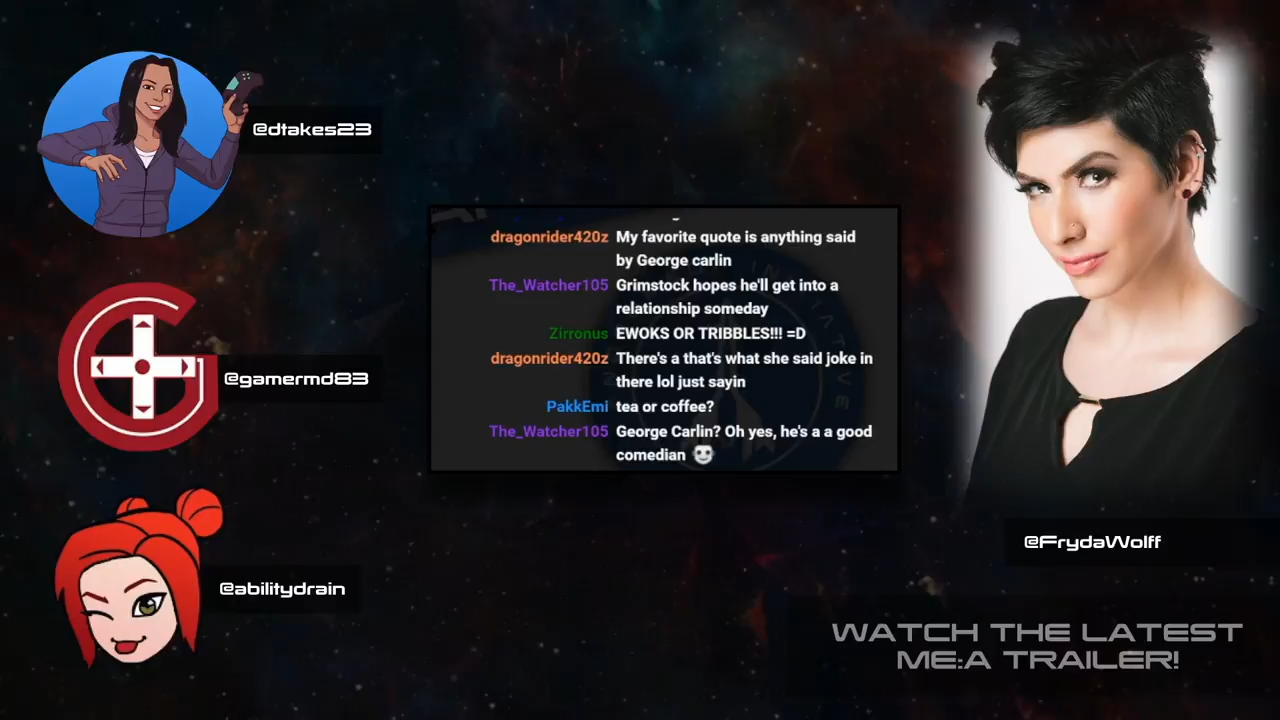 @dtakes23
@gamermd83
@abilitydrain
dragonrider420z My favorite quote is anything said
by George carlin
The_Watcher105 Grimstock hopes he'll get into a
relationship someday
Zirronus EWOKS OR TRIBBLES!!! =D
dragonrider420z There's a that's what she said joke in
there lol just sayin
PakkEmi tea or coffee?
The_Watcher105 George Carlin? Oh yes, he's a a good
comedian
@FrydaWolff
WATCH THE LATEST
ME:A TRAILER!